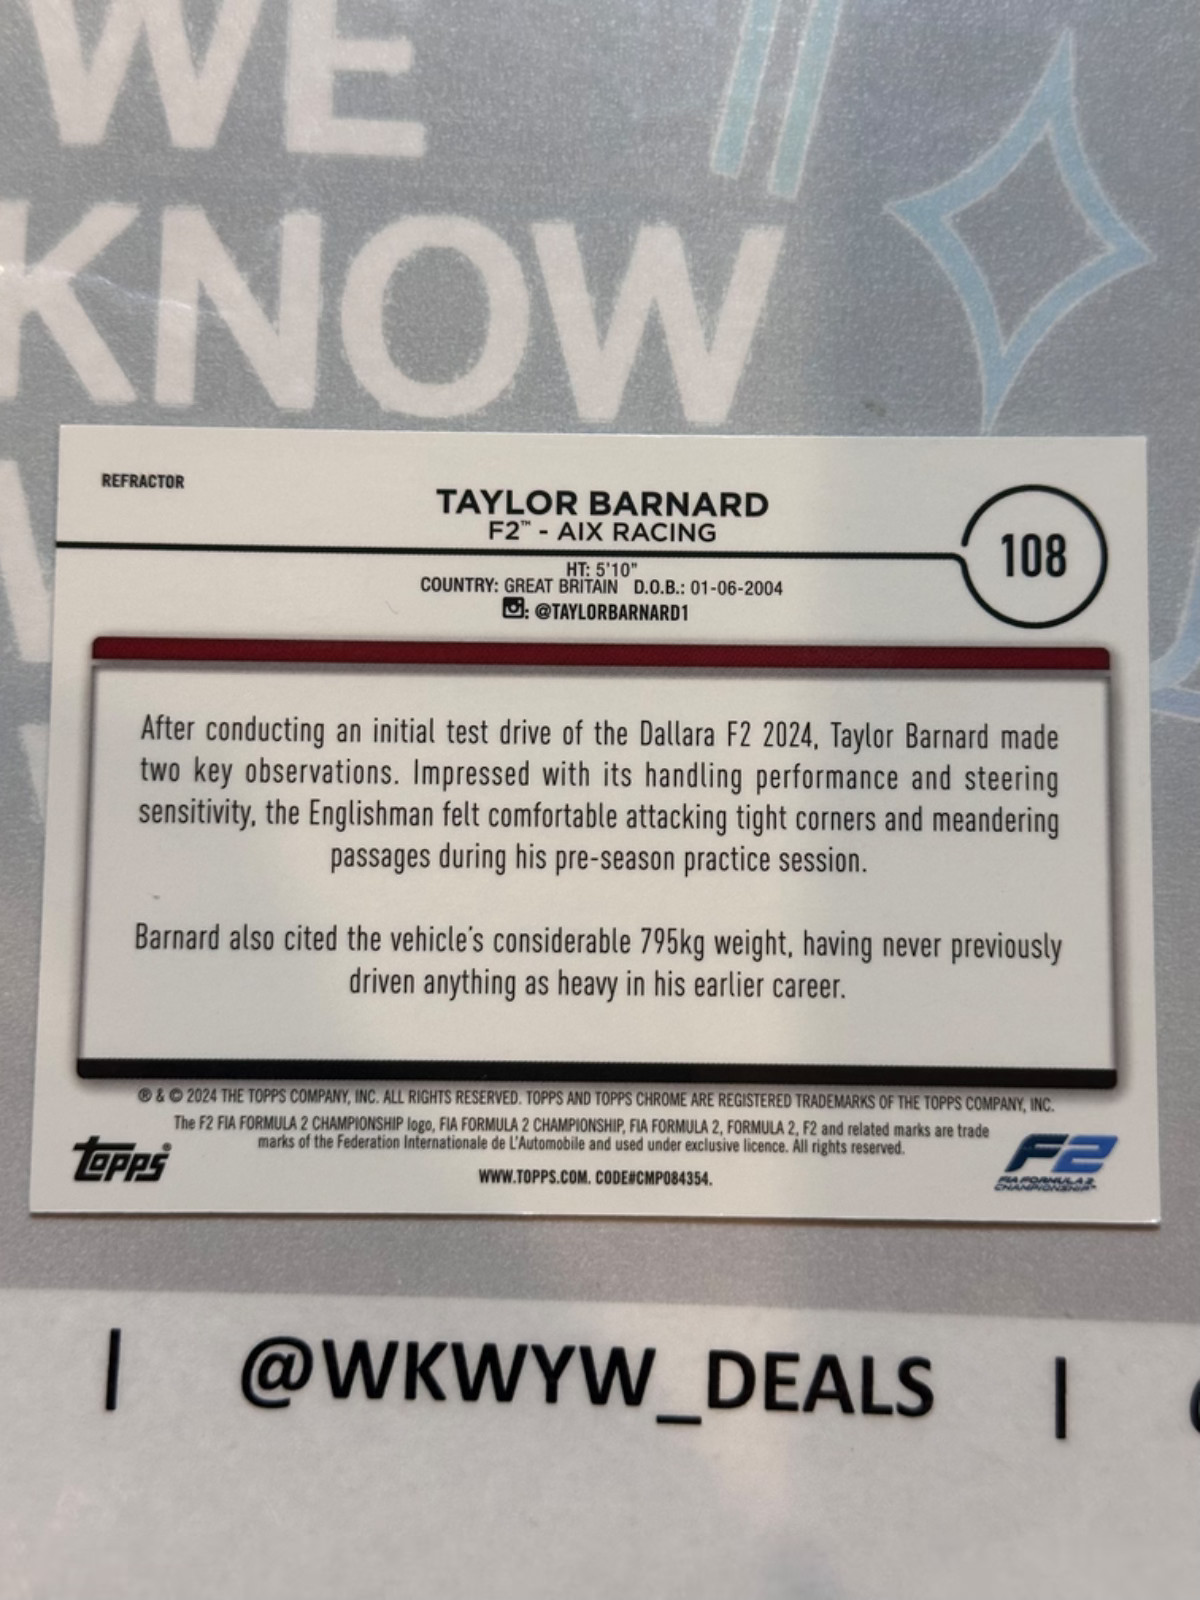 WE
KNOW
REFRACTOR
TAYLOR BARNARD
F2™ - AIX RACING
108
HT: 5'10"
COUNTRY: GREAT BRITAIN D.O.B.: 01-06-2004
: @TAYLORBARNARD1
After conducting an initial test drive of the Dallara F2 2024, Taylor Barnard made
two key observations. Impressed with its handling performance and steering
sensitivity, the Englishman felt comfortable attacking tight corners and meandering
passages during his pre-season practice session.
Barnard also cited the vehicle's considerable 795kg weight, having never previously
driven anything as heavy in his earlier career.
® & © 2024 THE TOPPS COMPANY, INC. ALL RIGHTS RESERVED. TOPPS AND TOPPS CHROME ARE REGISTERED TRADEMARKS OF THE TOPPS COMPANY, INC.
The F2 FIA FORMULA 2 CHAMPIONSHIP logo, FIA FORMULA 2 CHAMPIONSHIP, FIA FORMULA 2, FORMULA 2, F2 and related marks are trade
marks of the Federation Internationale de L'Automobile and used under exclusive licence. All rights reserved.
WWW.TOPPS.COM. CODE#CMP084354.
Topps®
F2
FIA FORMULA 2
CHAMPIONSHIP™
| @WKWYW_DEALS |